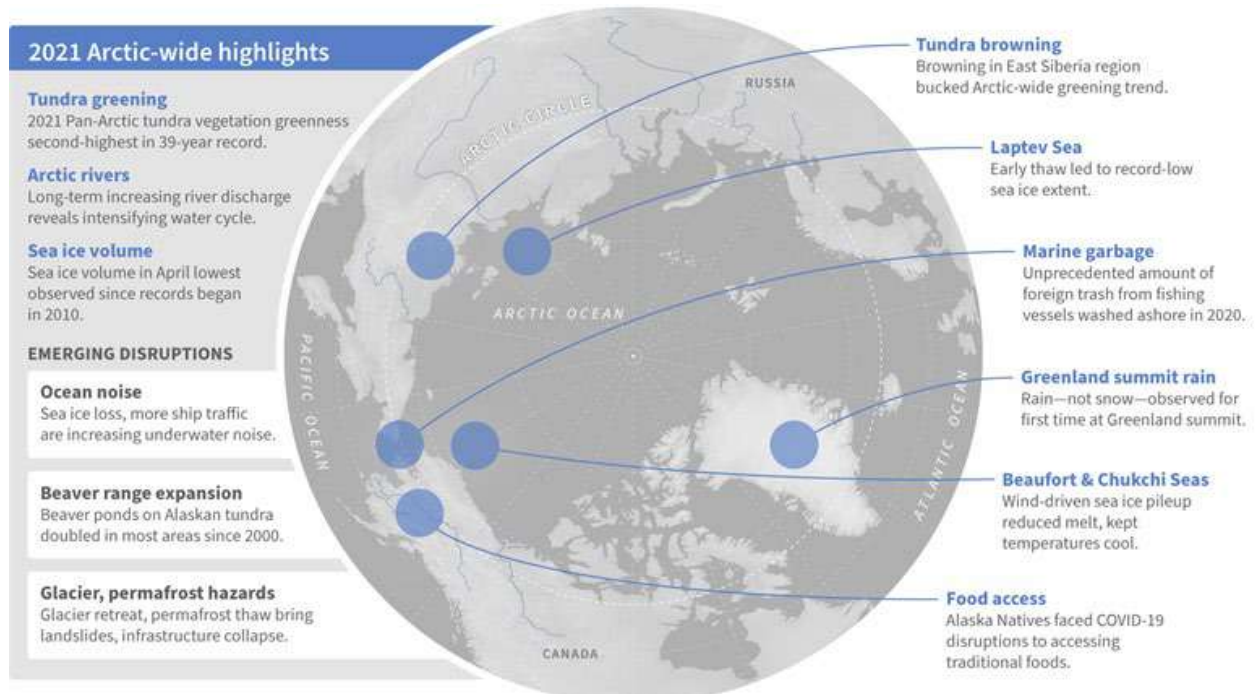 2021 Arctic-wide highlights
Tundra greening
2021 Pan-Arctic tundra vegetation greenness
second-highest in 39-year record.
Arctic rivers
Long-term increasing river discharge
reveals intensifying water cycle.
Sea ice volume
Sea ice volume in April lowest
observed since records began
in 2010.
EMERGING DISRUPTIONS
Ocean noise
Sea ice loss, more ship traffic
are increasing underwater noise.
Beaver range expansion
Beaver ponds on Alaskan tundra
doubled in most areas since 2000.
Glacier, permafrost hazards
Glacier retreat, permafrost thaw bring
landslides, infrastructure collapse.
RUSSIA
ARCTIC CIRCLE
ARCTIC OCEAN
PACIFIC OCEAN
ATLANTIC OCEAN
CANADA
Tundra browning
Browning in East Siberia region
bucked Arctic-wide greening trend.
Laptev Sea
Early thaw led to record-low
sea ice extent.
Marine garbage
Unprecedented amount of
foreign trash from fishing
vessels washed ashore in 2020.
Greenland summit rain
Rain—not snow—observed for
first time at Greenland summit.
Beaufort & Chukchi Seas
Wind-driven sea ice pileup
reduced melt, kept
temperatures cool.
Food access
Alaska Natives faced COVID-19
disruptions to accessing
traditional foods.